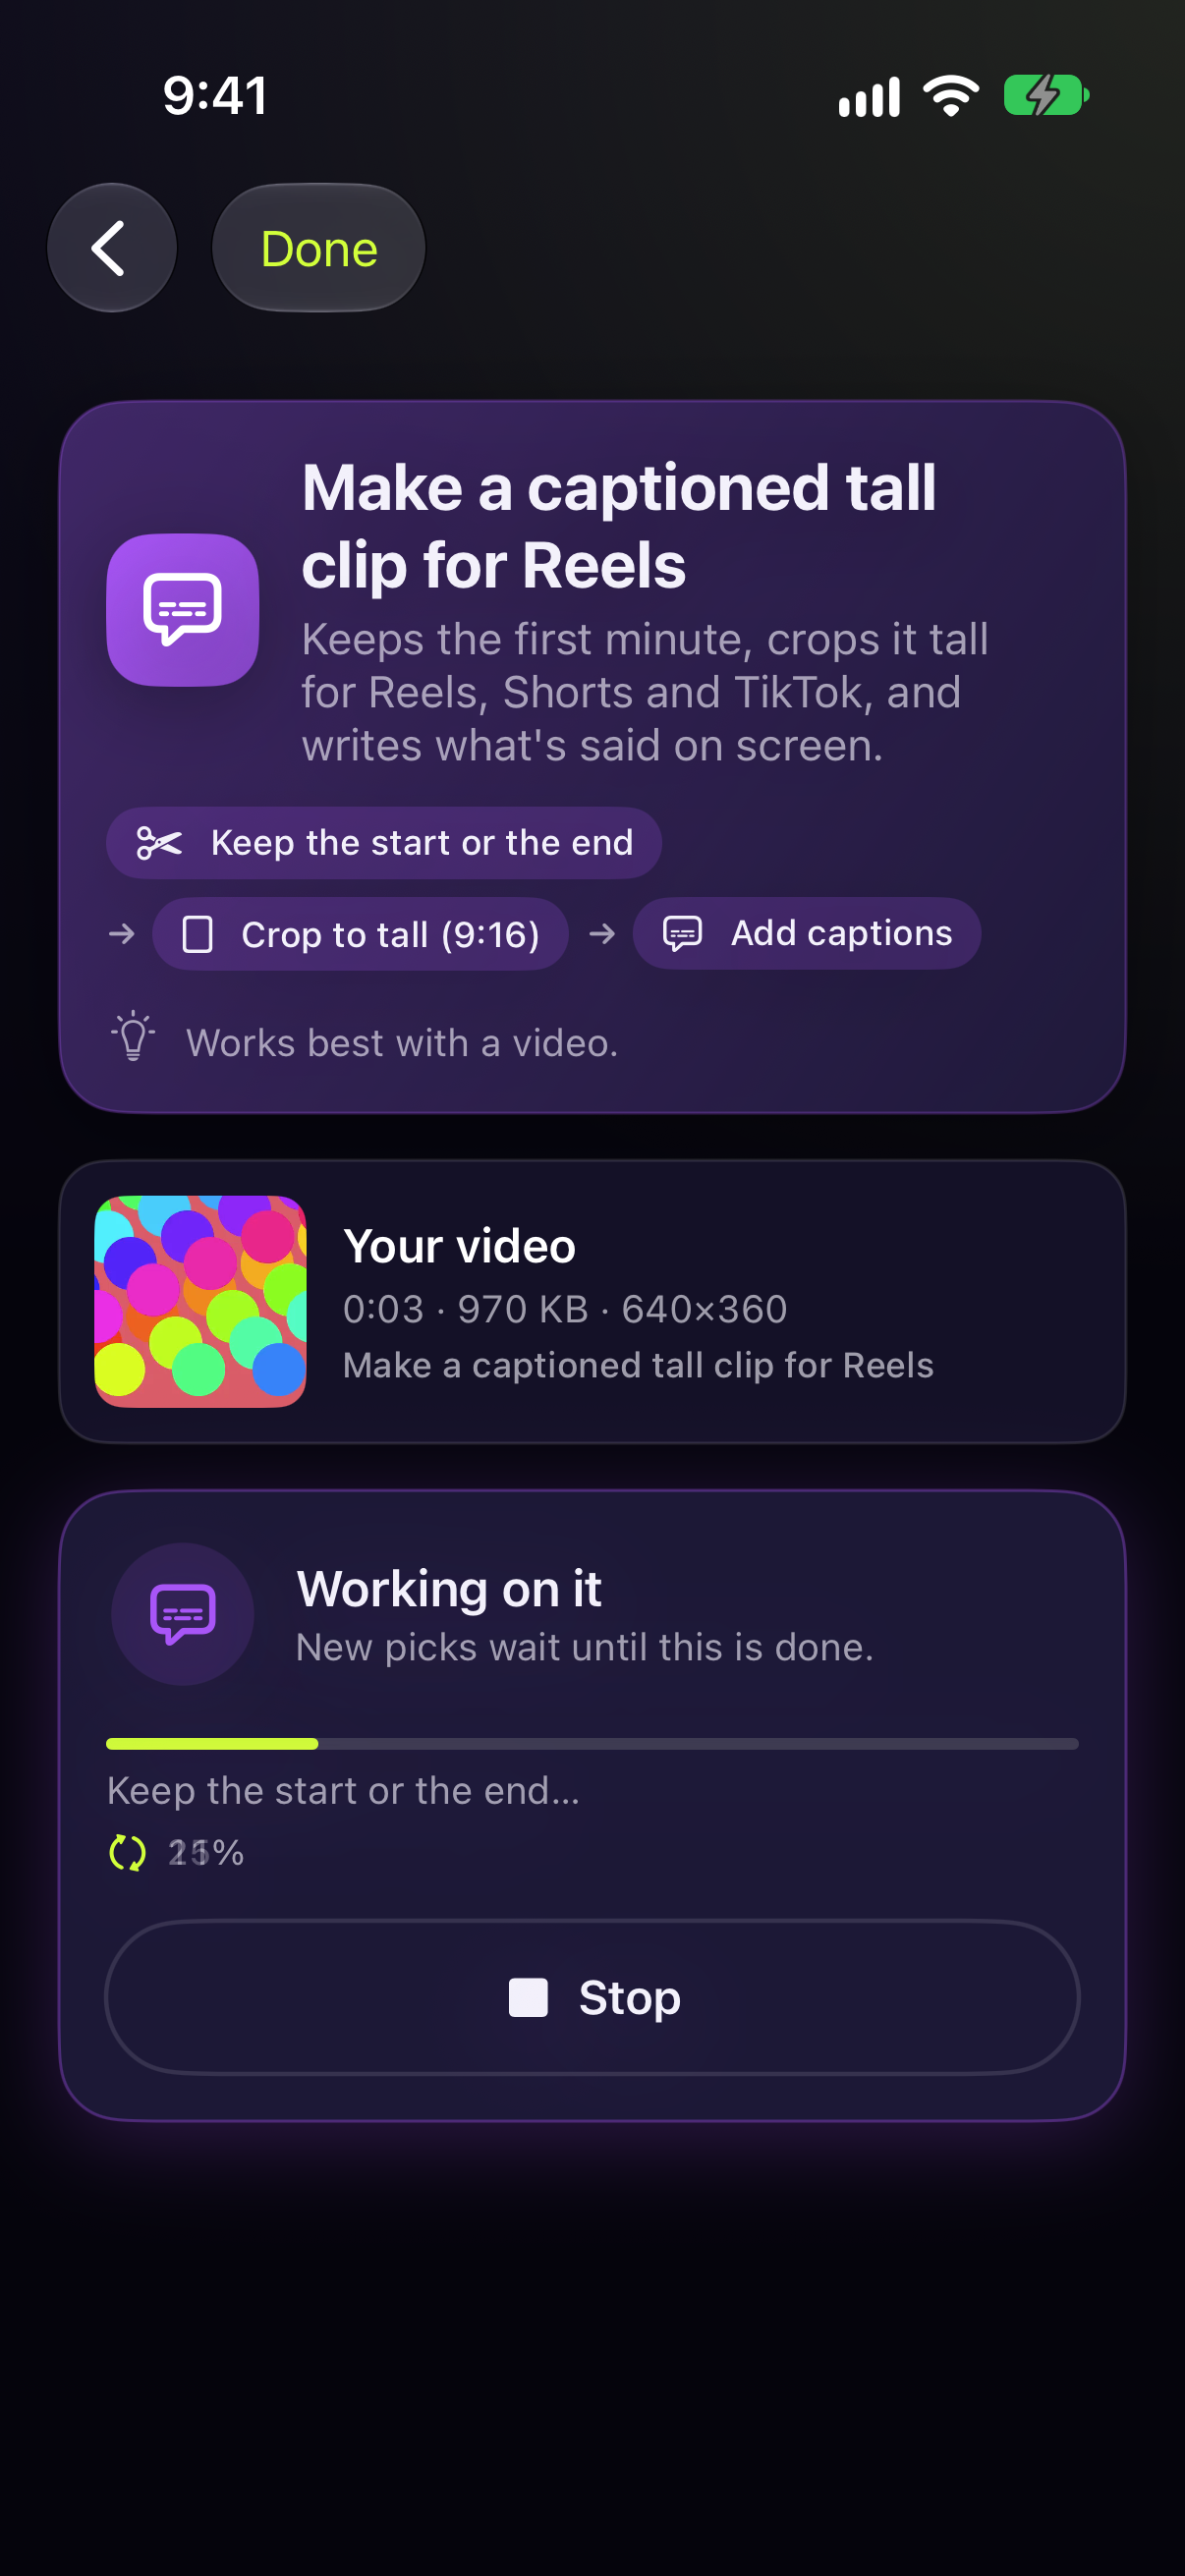 9:41
Done
Make a captioned tall
clip for Reels
Keeps the first minute, crops it tall
for Reels, Shorts and TikTok, and
writes what's said on screen.
Keep the start or the end
→ Crop to tall (9:16) → Add captions
Works best with a video.
Your video
0:03 · 970 KB · 640×360
Make a captioned tall clip for Reels
Working on it
New picks wait until this is done.
Keep the start or the end...
%
Stop